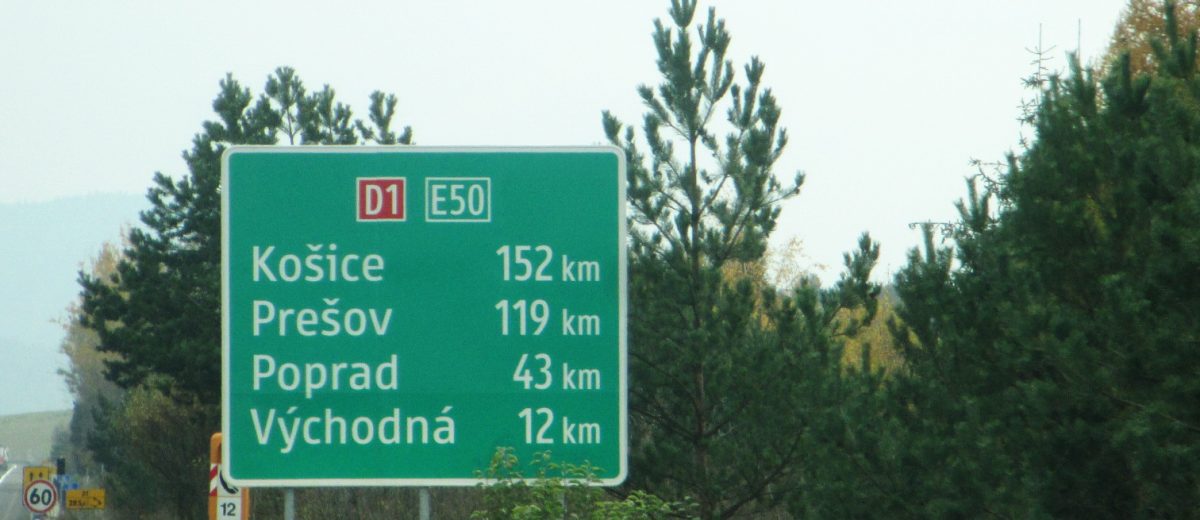 D1 E50
Košice 152 km
Prešov 119 km
Poprad 43 km
Východná 12 km
12
60